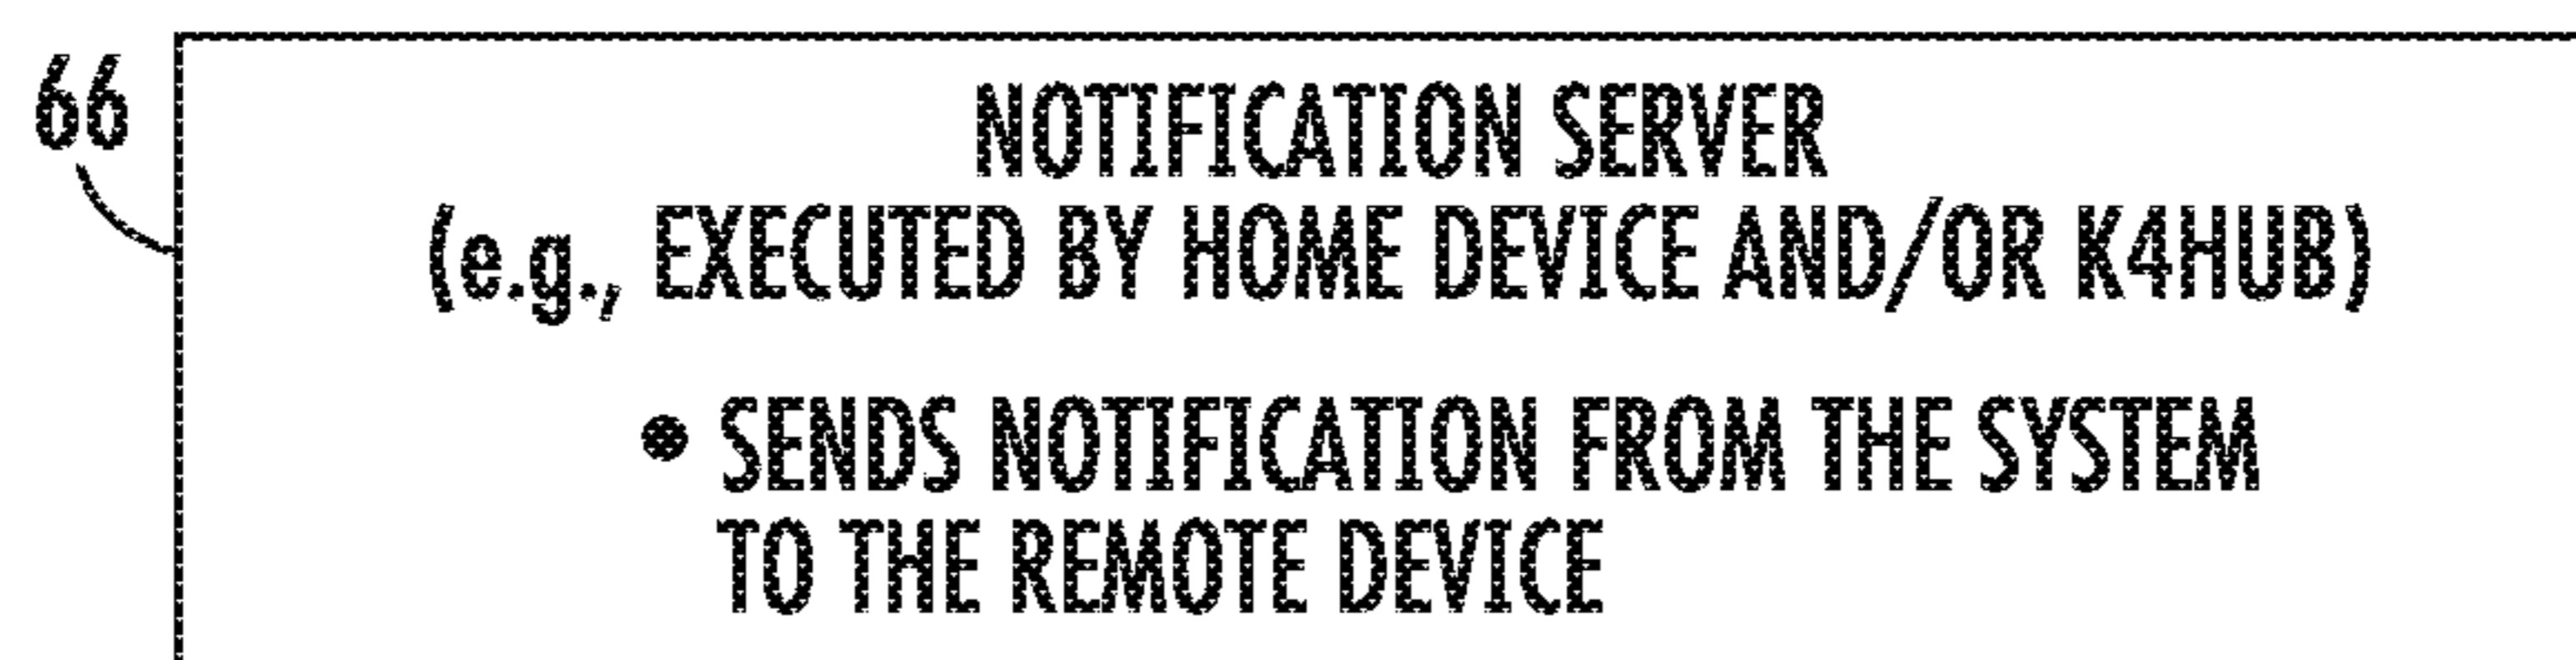 66
NOTIFICATION SERVER
(e.g., EXECUTED BY HOME DEVICE AND/OR K4HUB)
• SENDS NOTIFICATION FROM THE SYSTEM
TO THE REMOTE DEVICE